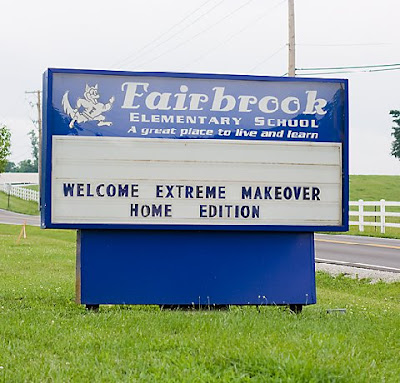 Fairbrook
ELEMENTARY SCHOOL
A great place to live and learn
WELCOME EXTREME MAKEOVER
HOME EDITION